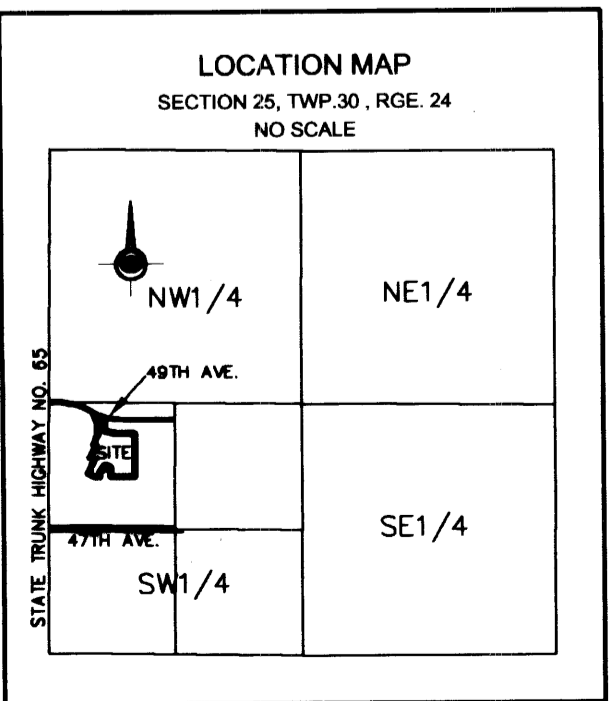 LOCATION MAP
SECTION 25, TWP.30 , RGE. 24
NO SCALE
NW1/4
NE1/4
STATE TRUNK HIGHWAY NO. 65
49TH AVE.
SITE
47TH AVE.
SE1/4
SW1/4